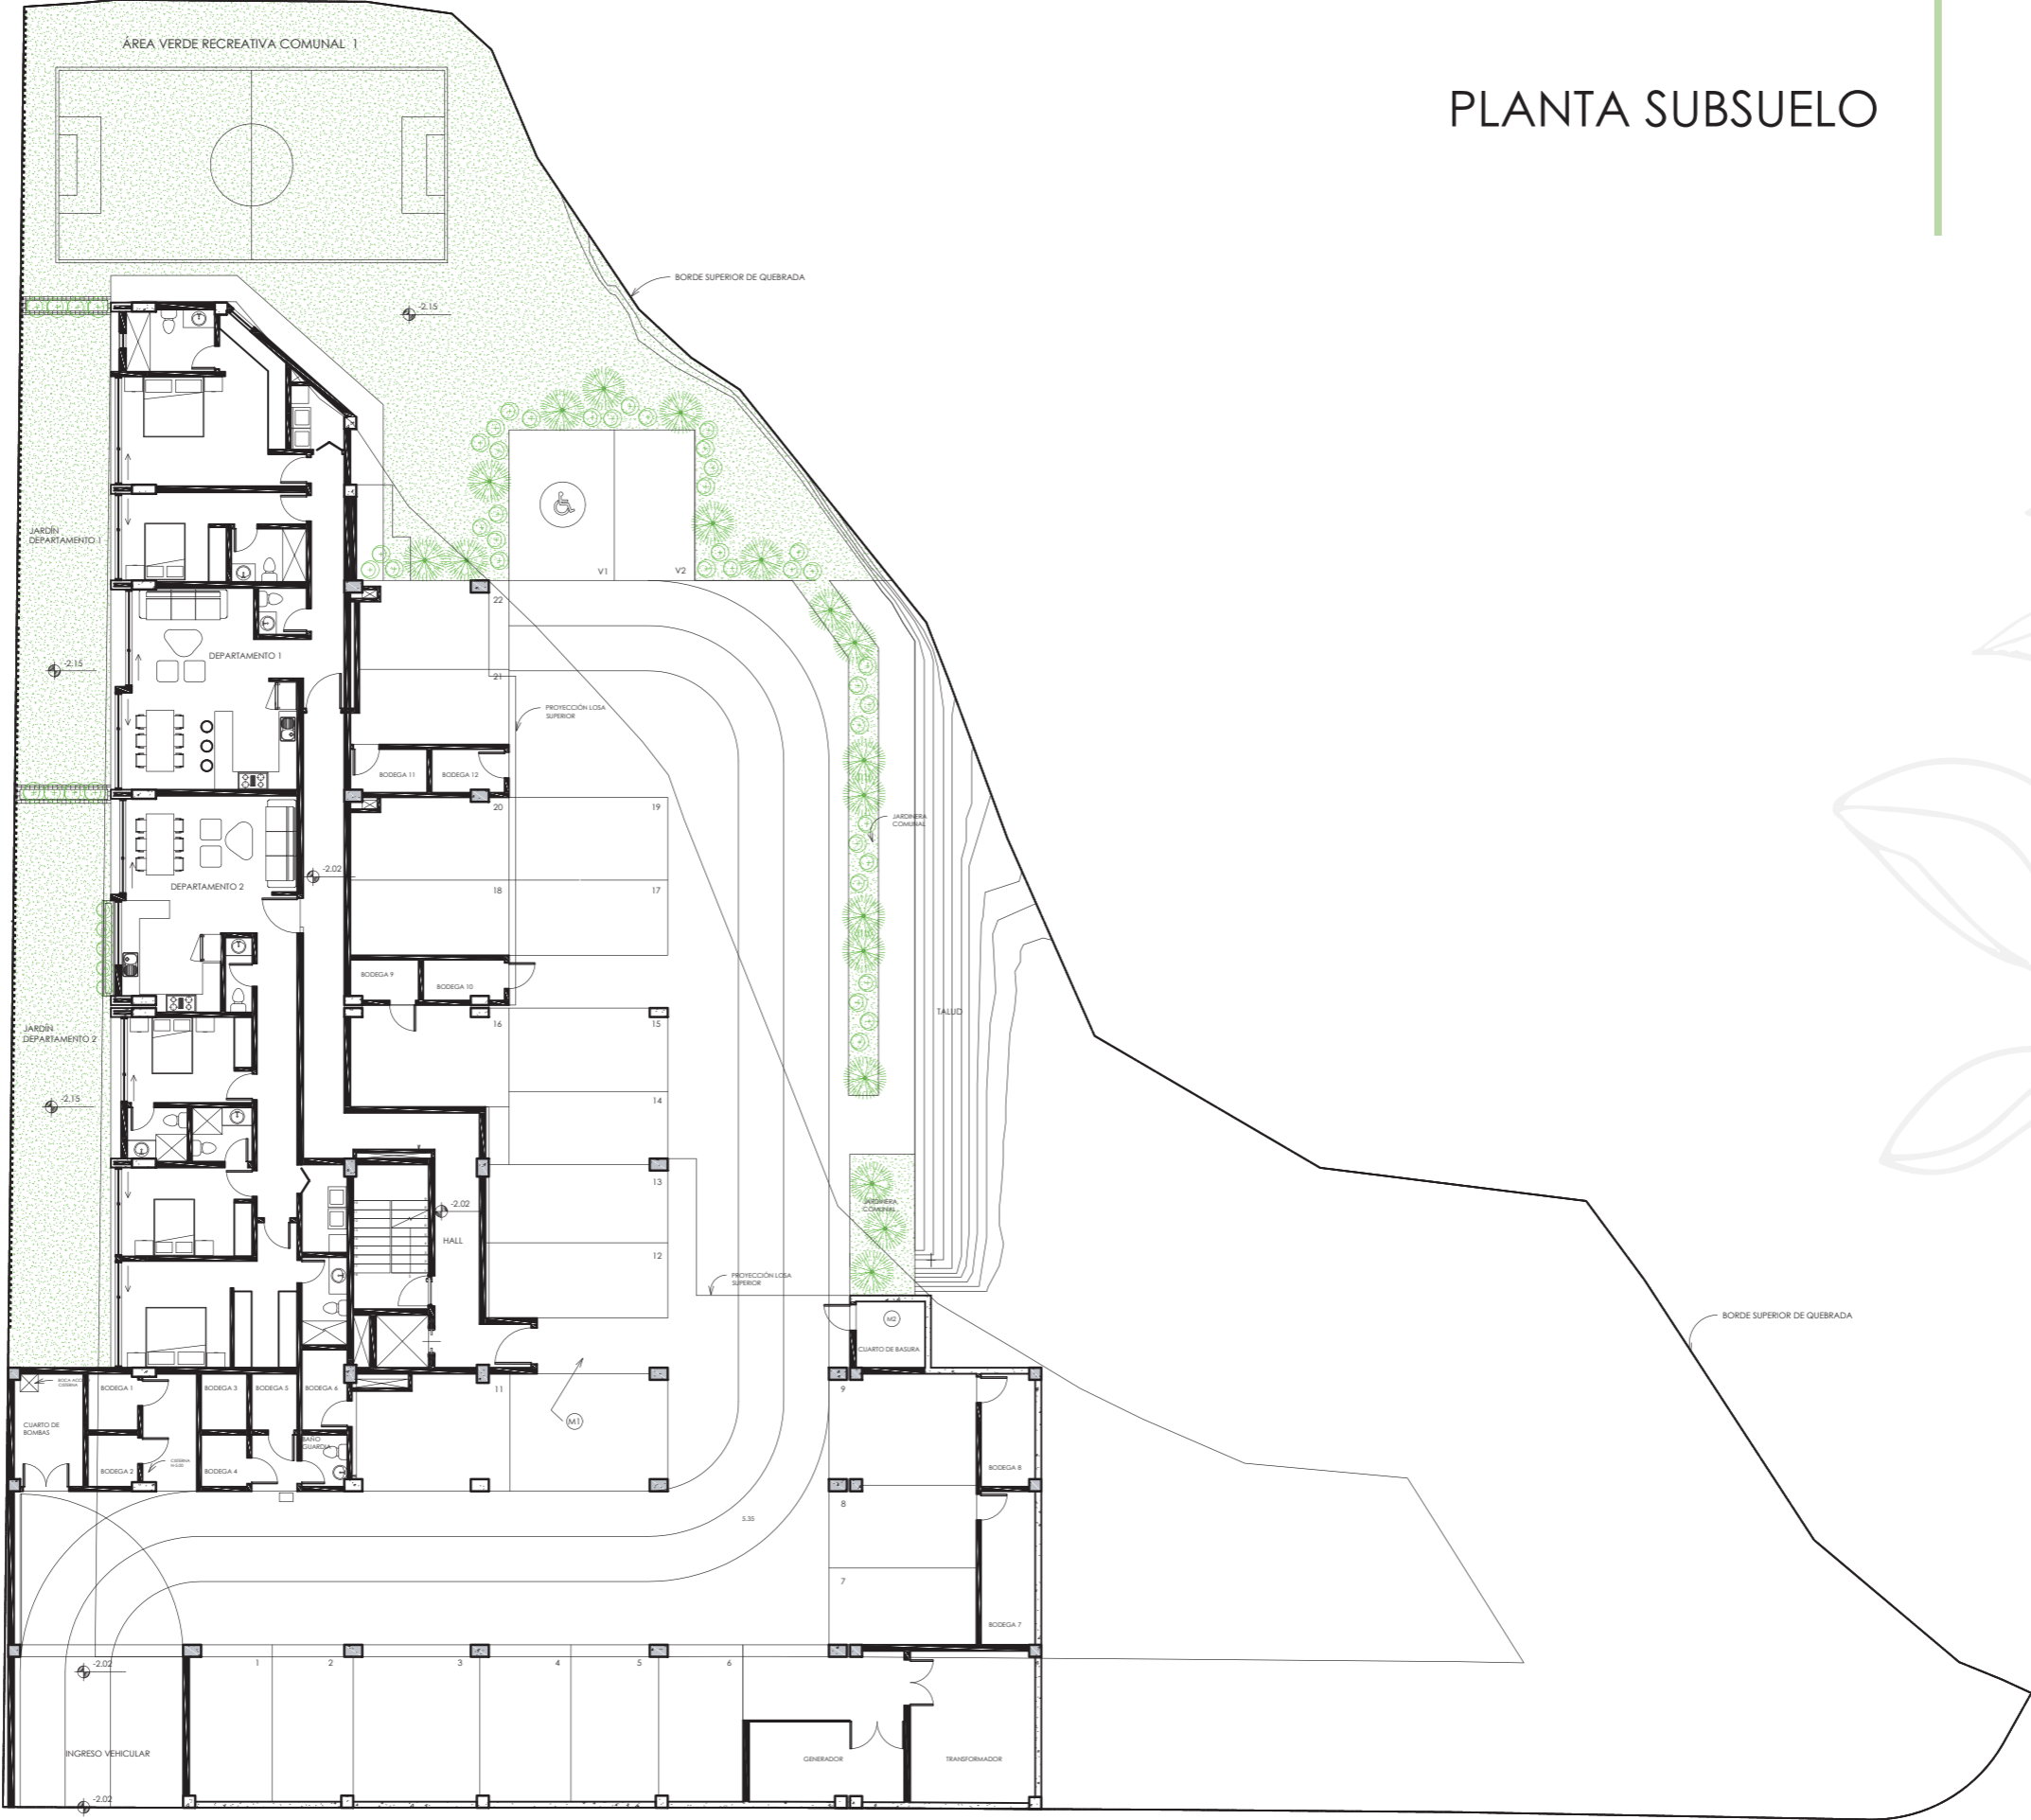 PLANTA SUBSUELO
ÁREA VERDE RECREATIVA COMUNAL 1
BORDE SUPERIOR DE QUEBRADA
-2.15
JARDÍN
DEPARTAMENTO 1
V1
V2
22
DEPARTAMENTO 1
-2.15
21
PROYECCIÓN LOSA
SUPERIOR
BODEGA 11
BODEGA 12
20
19
JARDINERA
COMUNAL
-2.02
DEPARTAMENTO 2
18
17
BODEGA 9
BODEGA 10
16
15
TALUD
JARDÍN
DEPARTAMENTO 2
-2.15
14
13
-2.02
JARDINERA
COMUNAL
HALL
12
PROYECCIÓN LOSA
SUPERIOR
BORDE SUPERIOR DE QUEBRADA
M2
CUARTO DE BASURA
BODEGA 1
BODEGA 3
BODEGA 5
BODEGA 6
11
9
M1
CUARTO DE
BOMBAS
BAÑO
GUARDIA
BODEGA 2
BODEGA 4
CISTERNA
BODEGA 8
8
5.35
7
BODEGA 7
-2.02
1
2
3
4
5
6
INGRESO VEHICULAR
GENERADOR
TRANSFORMADOR
-2.02